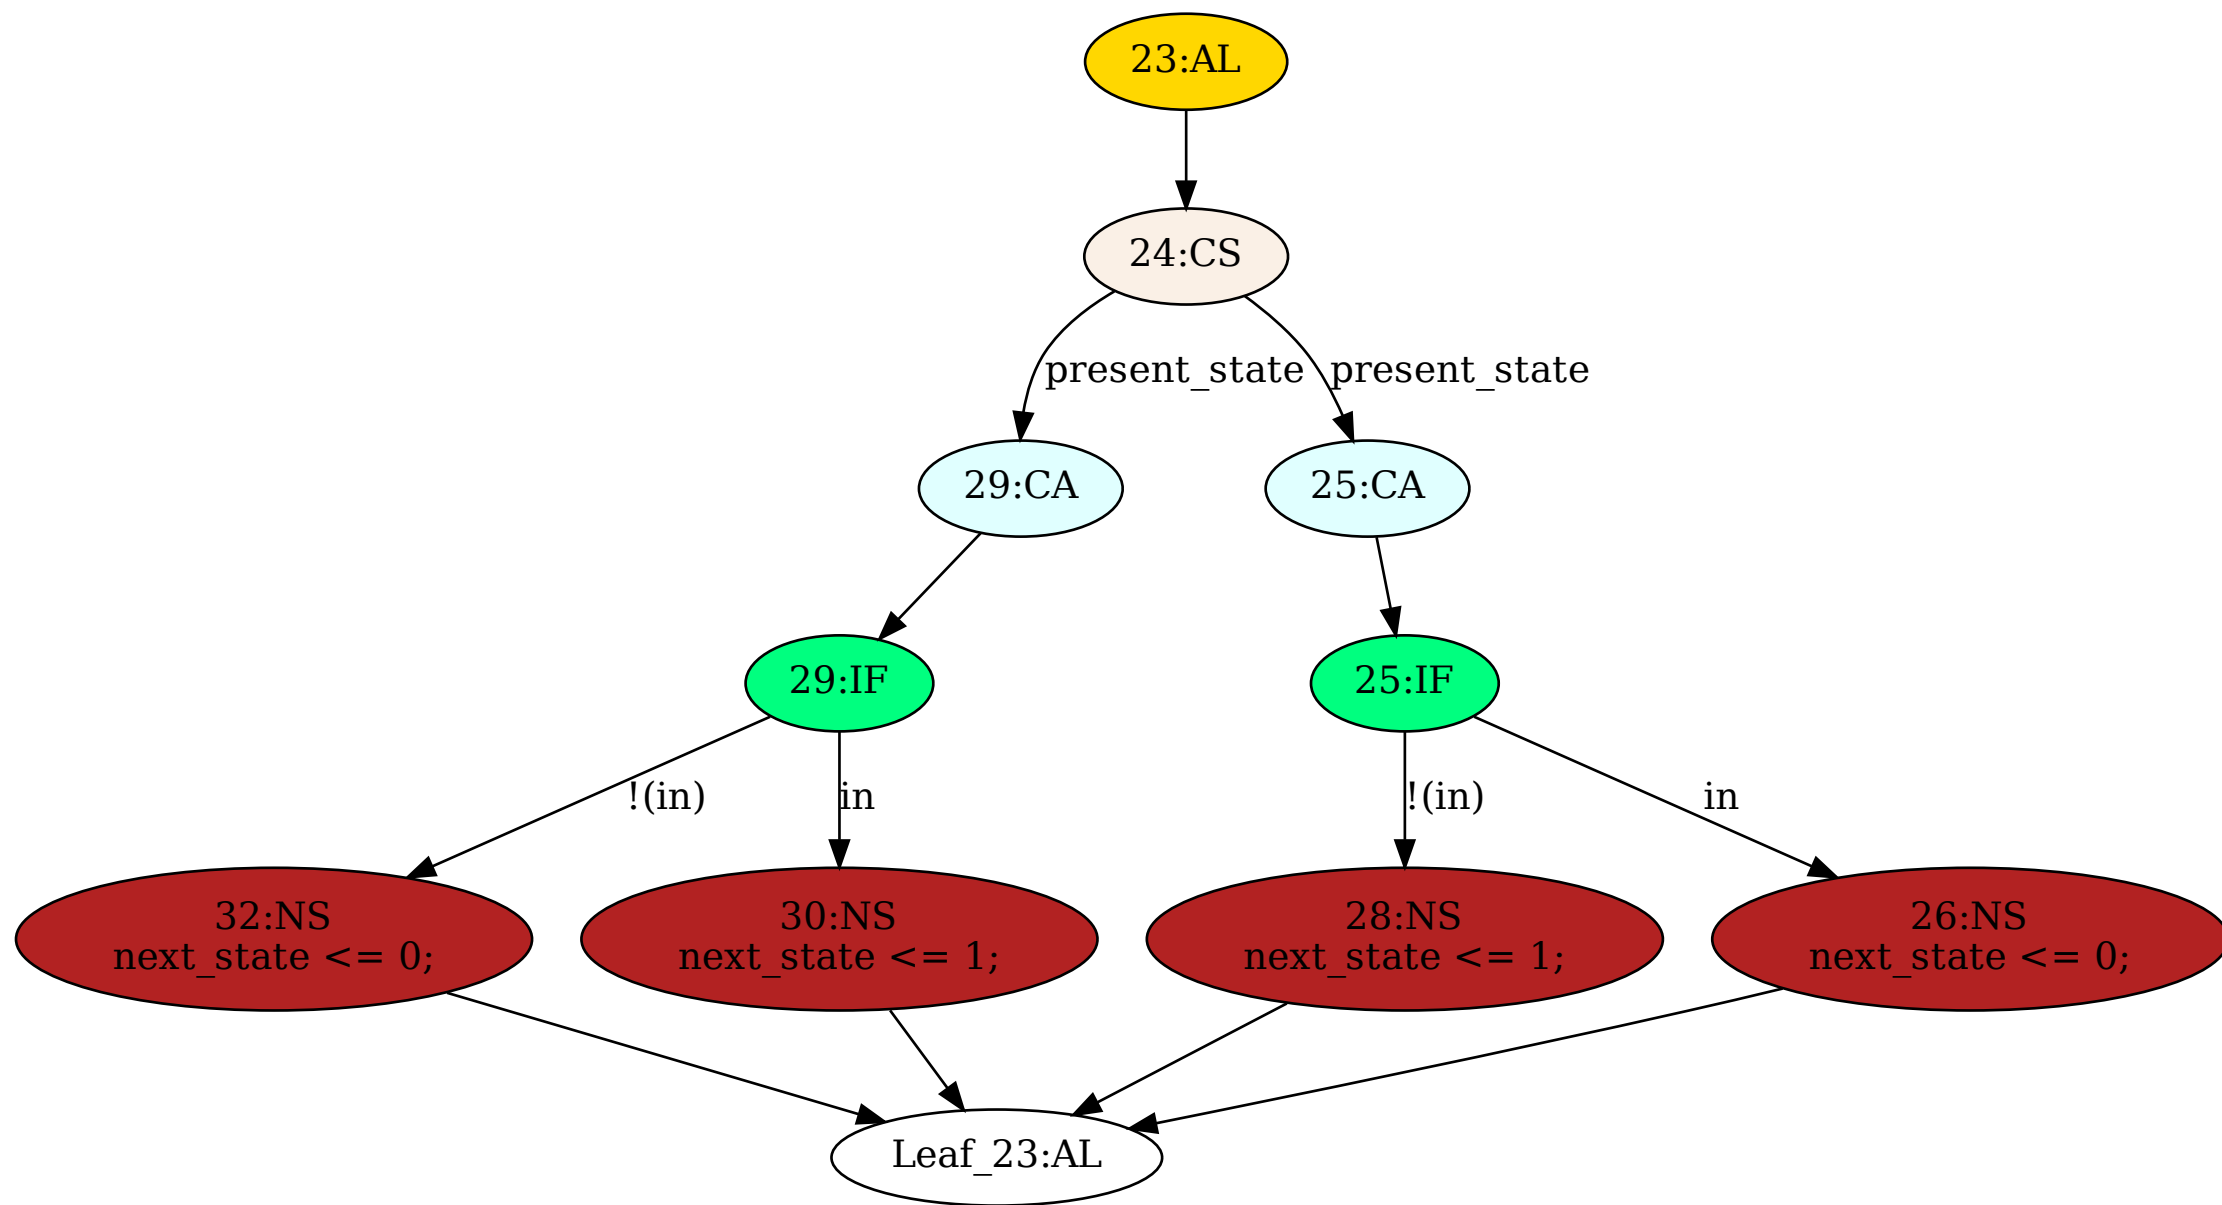 23:AL
24:CS
present_state
present_state
29:CA
25:CA
29:IF
25:IF
!(in)
in
!(in)
in
32:NS
next_state <= 0;
30:NS
next_state <= 1;
28:NS
next_state <= 1;
26:NS
next_state <= 0;
Leaf_23:AL